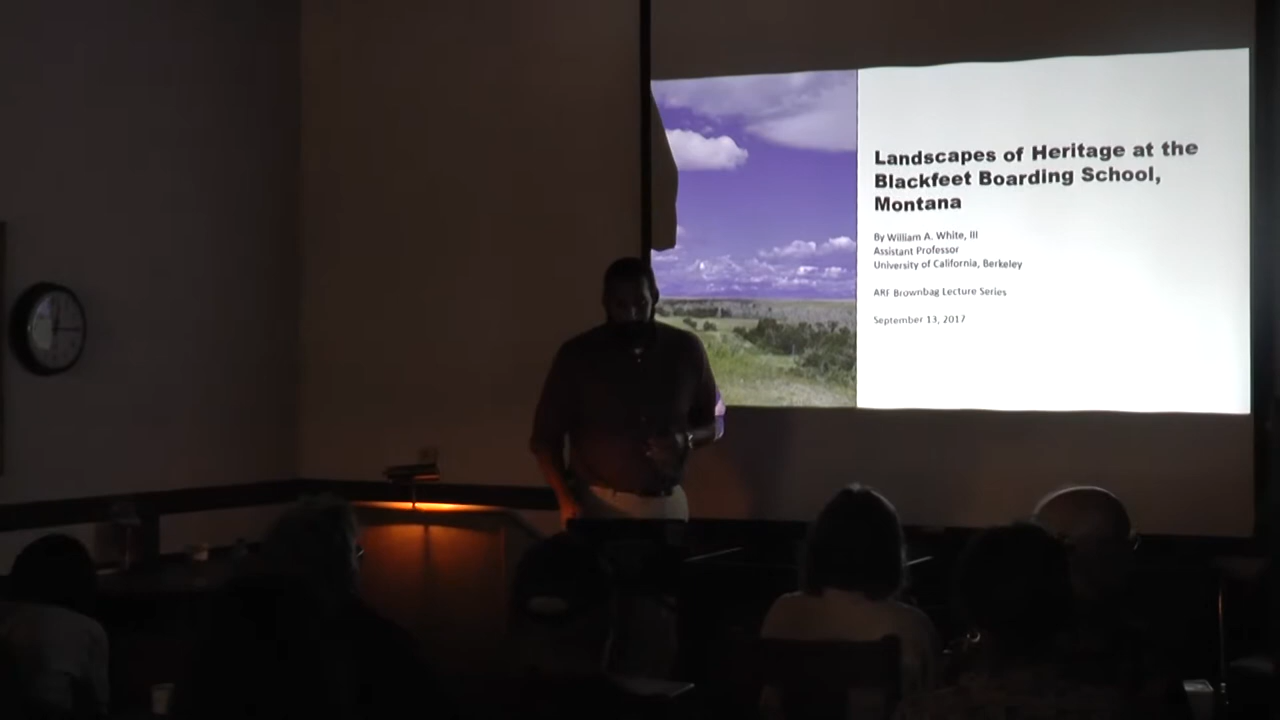 Landscapes of Heritage at the
Blackfeet Boarding School,
Montana
By William A. White, III
Assistant Professor
University of California, Berkeley
ARF Brownbag Lecture Series
September 13, 2017